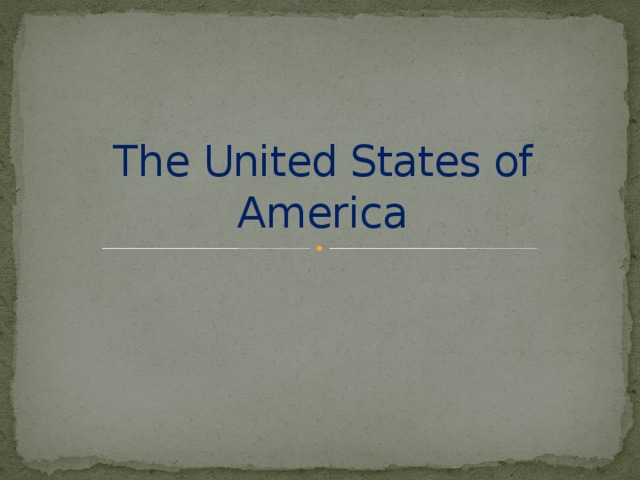 The United States of
America